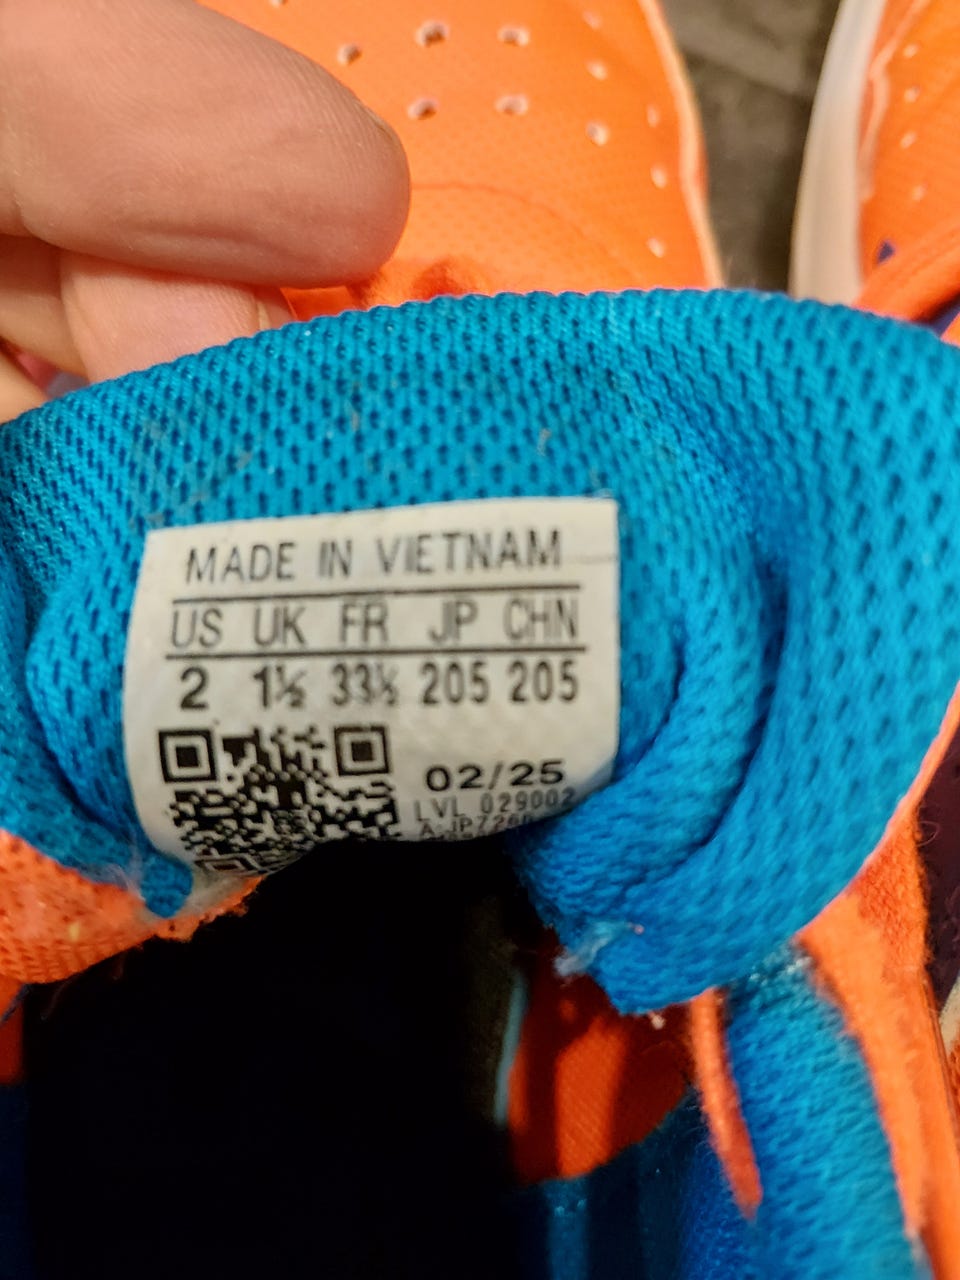 MADE IN VIETNAM
US UK FR JP CHN
2 1½ 33½ 205 205
02/25
LVL 029002